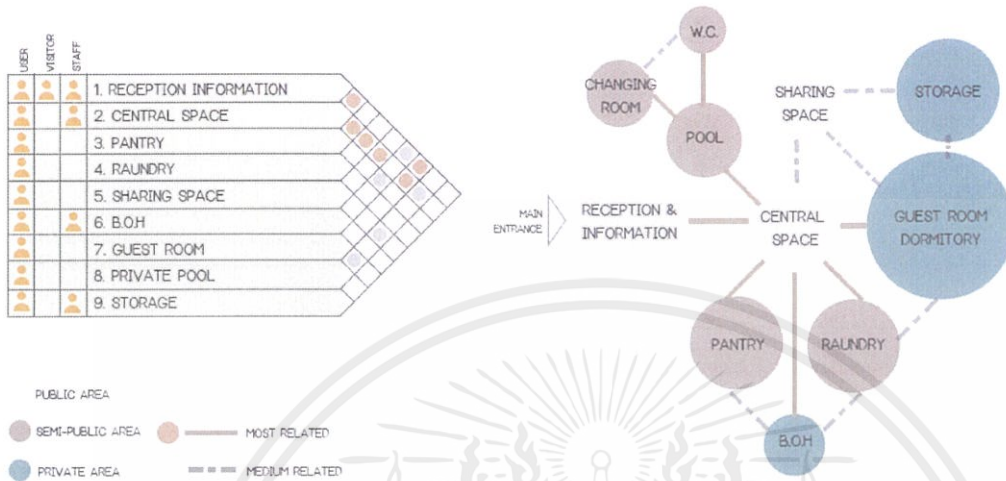 USER
VISITOR
STAFF
1. RECEPTION INFORMATION
2. CENTRAL SPACE
3. PANTRY
4. RAUNDRY
5. SHARING SPACE
6. B.O.H
7. GUEST ROOM
8. PRIVATE POOL
9. STORAGE
PUBLIC AREA
SEMI-PUBLIC AREA
MOST RELATED
PRIVATE AREA
MEDIUM RELATED
W.C.
CHANGING
ROOM
POOL
SHARING
SPACE
STORAGE
MAIN
ENTRANCE
RECEPTION &
INFORMATION
CENTRAL
SPACE
GUEST ROOM
DORMITORY
PANTRY
RAUNDRY
B.O.H